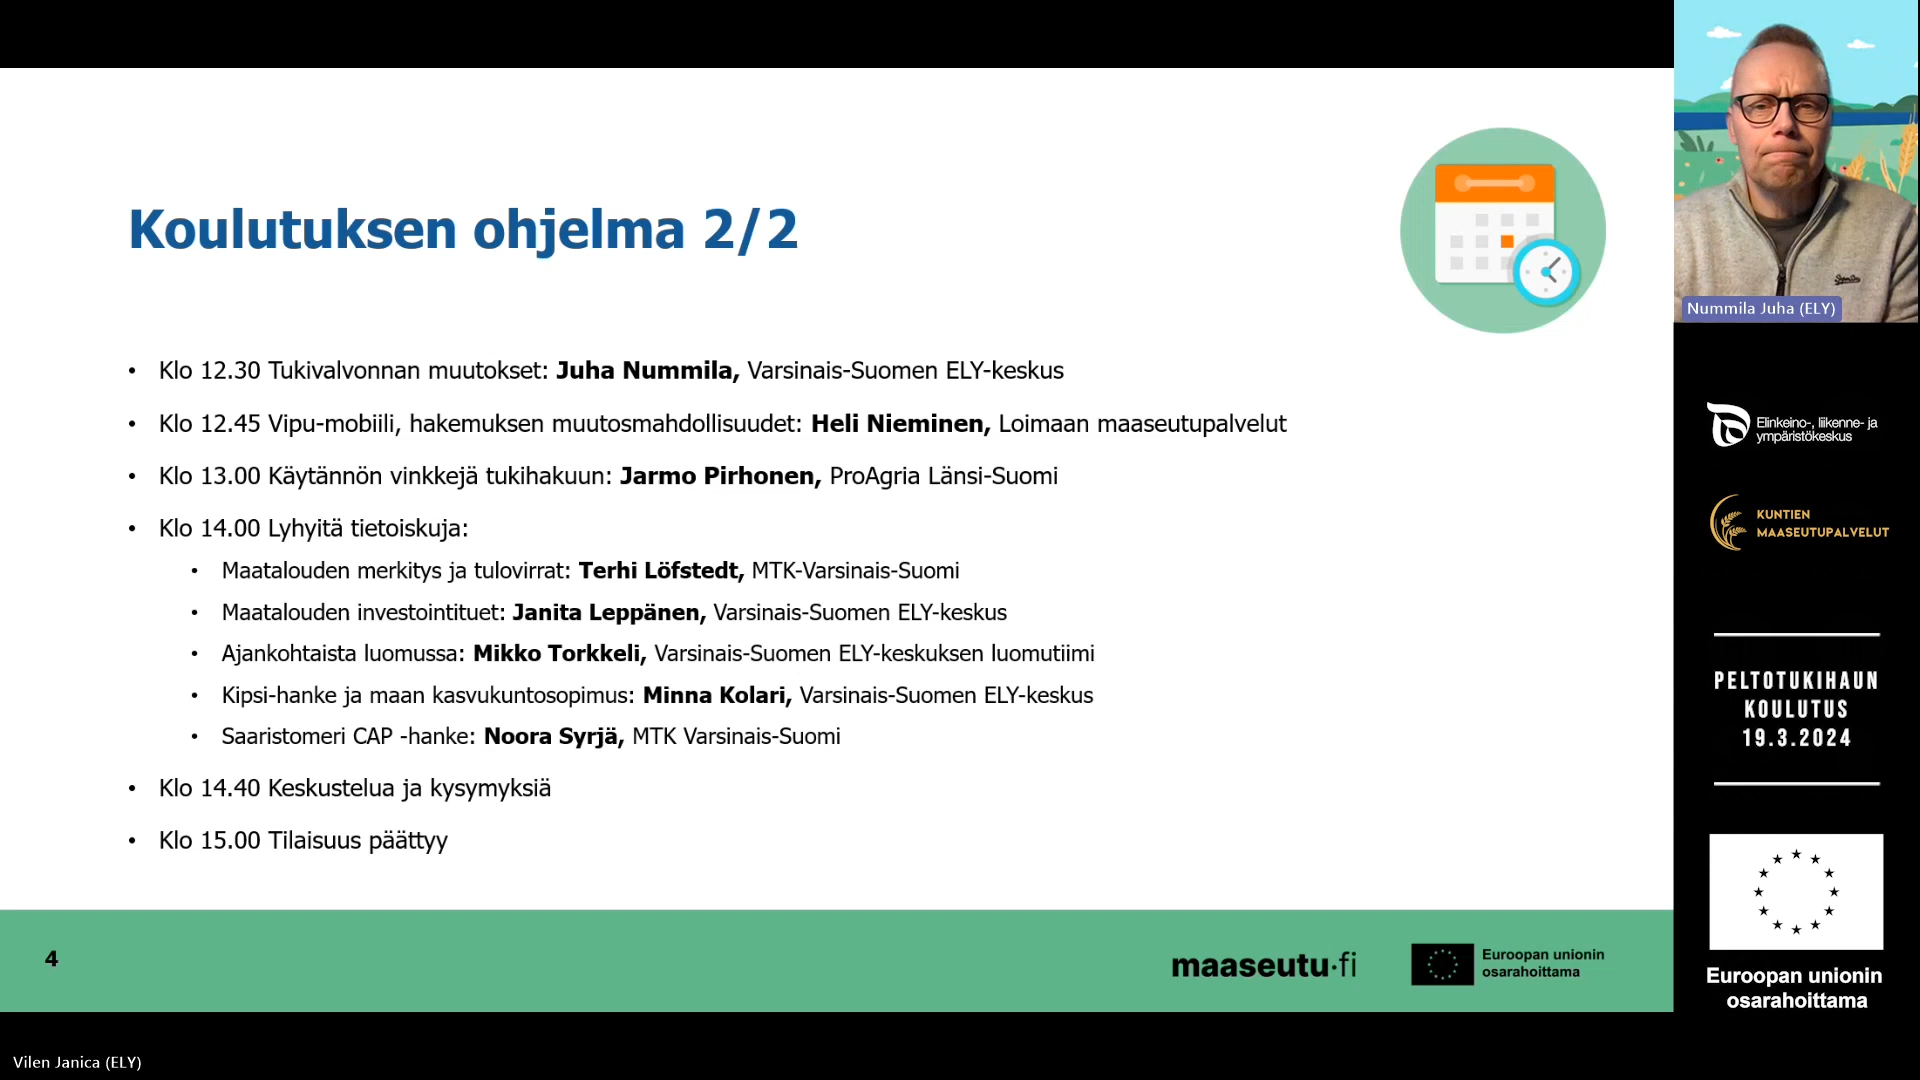 Koulutuksen ohjelma 2/2
• Klo 12.30 Tukivalvonnan muutokset: Juha Nummila, Varsinais-Suomen ELY-keskus
• Klo 12.45 Vipu-mobiili, hakemuksen muutosmahdollisuudet: Heli Nieminen, Loimaan maaseutupalvelut
• Klo 13.00 Käytännön vinkkejä tukihakuun: Jarmo Pirhonen, ProAgria Länsi-Suomi
• Klo 14.00 Lyhyitä tietoiskuja:
• Maatalouden merkitys ja tulovirrat: Terhi Löfstedt, MTK-Varsinais-Suomi
• Maatalouden investointituet: Janita Leppänen, Varsinais-Suomen ELY-keskus
• Ajankohtaista luomussa: Mikko Torkkeli, Varsinais-Suomen ELY-keskuksen luomutiimi
• Kipsi-hanke ja maan kasvukuntosopimus: Minna Kolari, Varsinais-Suomen ELY-keskus
• Saaristomeri CAP -hanke: Noora Syrjä, MTK Varsinais-Suomi
• Klo 14.40 Keskustelua ja kysymyksiä
• Klo 15.00 Tilaisuus päättyy
4
maaseutu.fi
Euroopan unionin
osarahoittama
Nummila Juha (ELY)
Elinkeino-, liikenne- ja
ympäristökeskus
KUNTIEN
MAASEUTUPALVELUT
PELTOTUKIHAUN
KOULUTUS
19.3.2024
Euroopan unionin
osarahoittama
Vilen Janica (ELY)